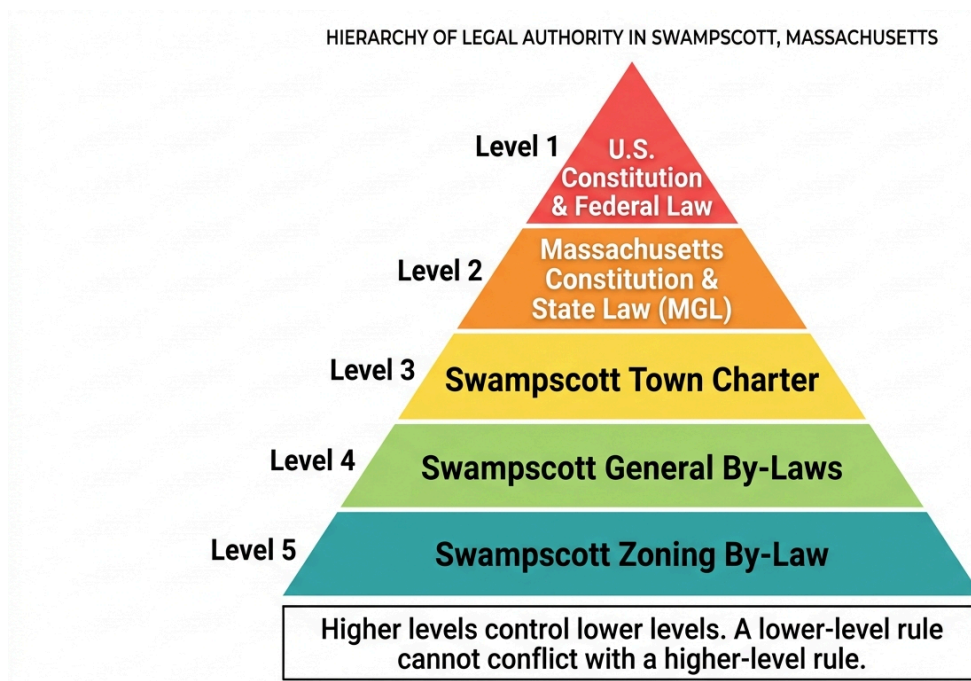 HIERARCHY OF LEGAL AUTHORITY IN SWAMPSCOTT, MASSACHUSETTS
Level 1
U.S.
Constitution
& Federal Law
Level 2
Massachusetts
Constitution &
State Law (MGL)
Level 3
Swampscott Town Charter
Level 4
Swampscott General By-Laws
Level 5
Swampscott Zoning By-Law
Higher levels control lower levels. A lower-level rule
cannot conflict with a higher-level rule.